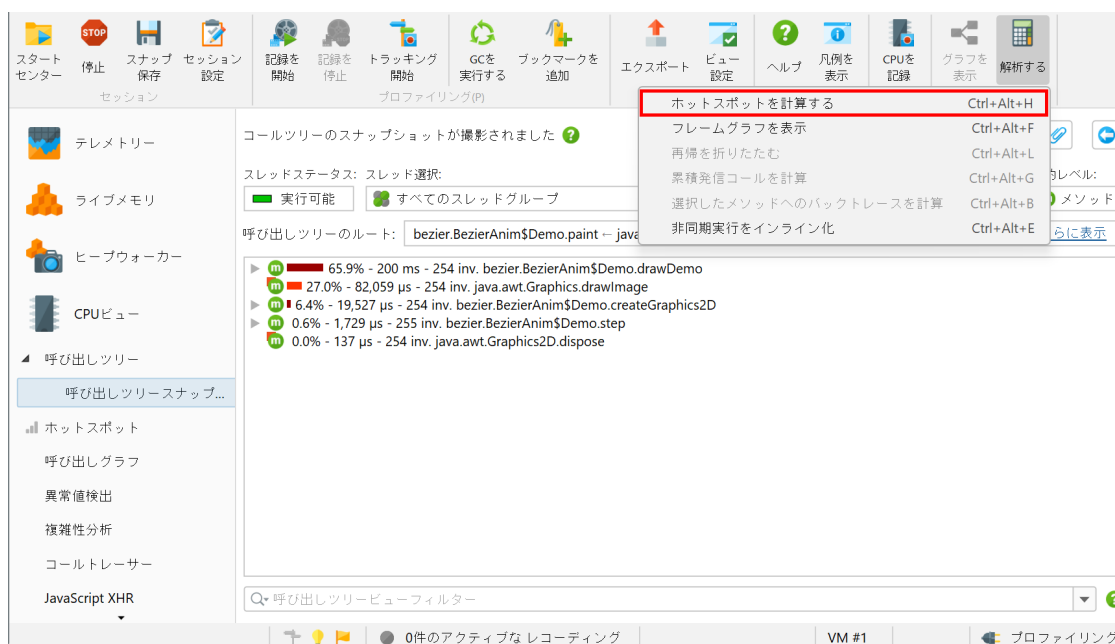 スタート
センター
STOP
停止
スナップ
保存
セッション
設定
記録を
開始
記録を
停止
トラッキング
開始
GCを
実行する
ブックマークを
追加
エクスポート
ビュー
設定
ヘルプ
凡例を
表示
CPUを
記録
グラフを
表示
解析する
セッション
プロファイリング(P)
ホットスポットを計算する Ctrl+Alt+H
フレームグラフを表示 Ctrl+Alt+F
再帰を折りたたむ Ctrl+Alt+L
累積発信コールを計算 Ctrl+Alt+G
選択したメソッドへのバックトレースを計算 Ctrl+Alt+B
非同期実行をインライン化 Ctrl+Alt+E
テレメトリー
ライブメモリ
ヒープウォーカー
CPUビュー
呼び出しツリー
呼び出しツリースナップ...
ホットスポット
呼び出しグラフ
異常値検出
複雑性分析
コールトレーサー
JavaScript XHR
コールツリーのスナップショットが撮影されました
スレッドステータス: スレッド選択: レベル:
実行可能 すべてのスレッドグループ メソッド
呼び出しツリーのルート: bezier.BezierAnim$Demo.paint ← java らに表示
65.9% - 200 ms - 254 inv. bezier.BezierAnim$Demo.drawDemo
27.0% - 82,059 µs - 254 inv. java.awt.Graphics.drawImage
6.4% - 19,527 µs - 254 inv. bezier.BezierAnim$Demo.createGraphics2D
0.6% - 1,729 µs - 255 inv. bezier.BezierAnim$Demo.step
0.0% - 137 µs - 254 inv. java.awt.Graphics2D.dispose
呼び出しツリービューフィルター
0件のアクティブなレコーディング VM #1 プロファイリング